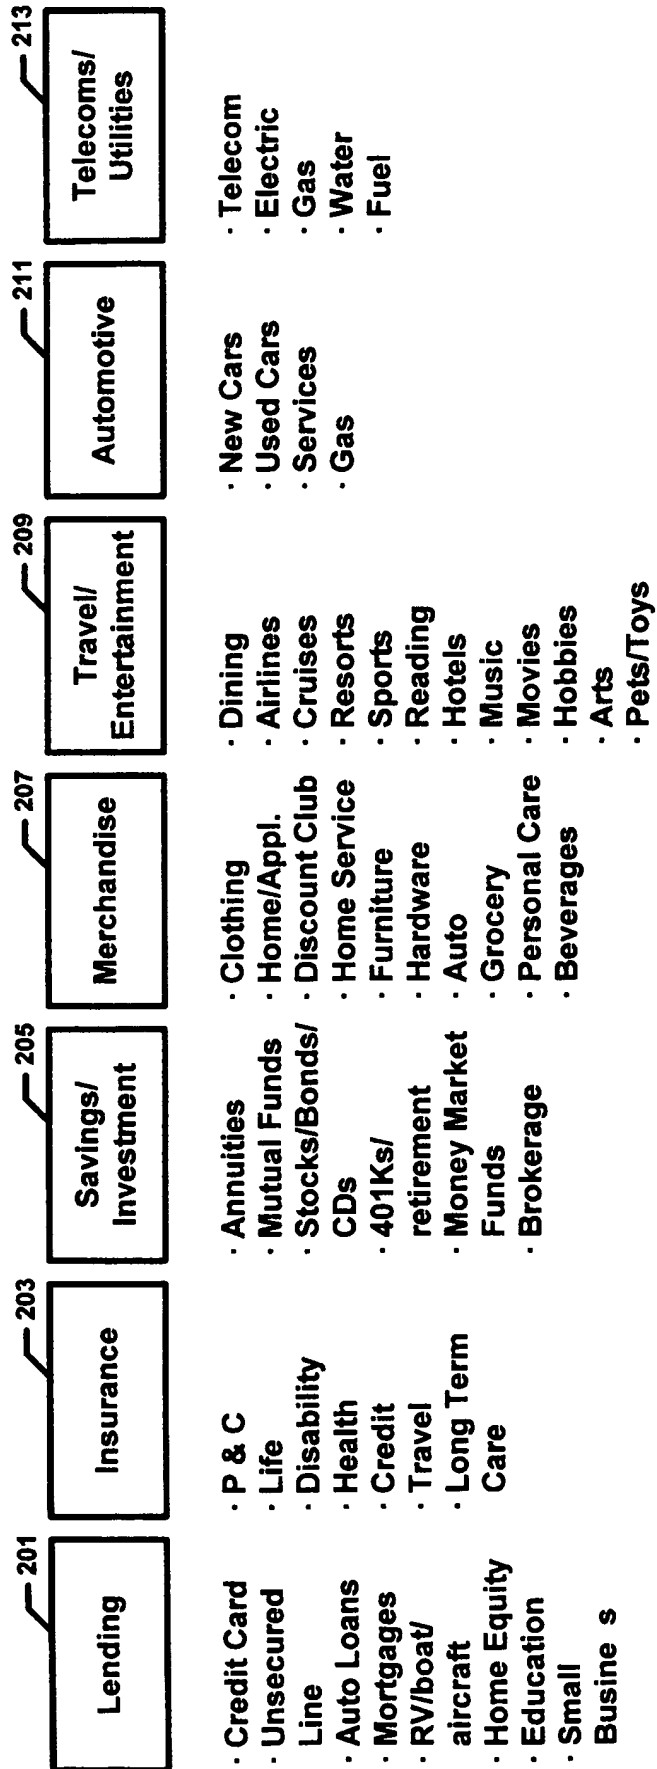 201
Lending
· Credit Card
· Unsecured
Line
· Auto Loans
· Mortgages
· RV/boat/
aircraft
· Home Equity
· Education
· Small
Busine s
203
Insurance
· P & C
· Life
· Disability
· Health
· Credit
· Travel
· Long Term
Care
205
Savings/
Investment
· Annuities
· Mutual Funds
· Stocks/Bonds/
CDs
· 401Ks/
retirement
· Money Market
Funds
· Brokerage
207
Merchandise
· Clothing
· Home/Appl.
· Discount Club
· Home Service
· Furniture
· Hardware
· Auto
· Grocery
· Personal Care
· Beverages
209
Travel/
Entertainment
· Dining
· Airlines
· Cruises
· Resorts
· Sports
· Reading
· Hotels
· Music
· Movies
· Hobbies
· Arts
· Pets/Toys
211
Automotive
· New Cars
· Used Cars
· Services
· Gas
213
Telecoms/
Utilities
· Telecom
· Electric
· Gas
· Water
· Fuel